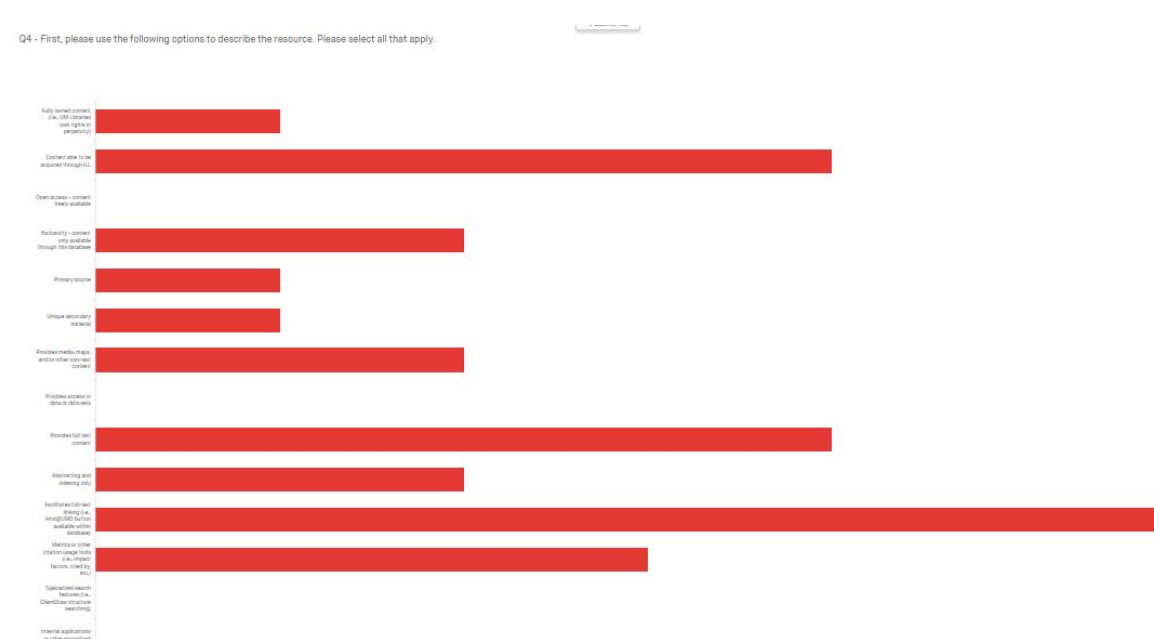 Q4 - First, please use the following options to describe the resource. Please select all that apply.
Fully owned content
(i.e., UM Libraries
own rights in
perpetuity)
Content able to be
acquired through ILL
Open access – content
freely available
Exclusivity – content
only available
through this database
Primary source
Unique secondary
material
Provides media, maps,
and/or other non-text
content
Provides access to
data or data sets
Provides full text
content
Abstracting and
indexing only
Facilitates full-text
linking (i.e.,
Find@UMD button
available within
database)
Metrics or other
citation usage tools
(i.e., impact
factors, cited by,
etc.)
Specialized search
features (i.e.,
ChemDraw structure
searching)
Internal applications
or other specialized